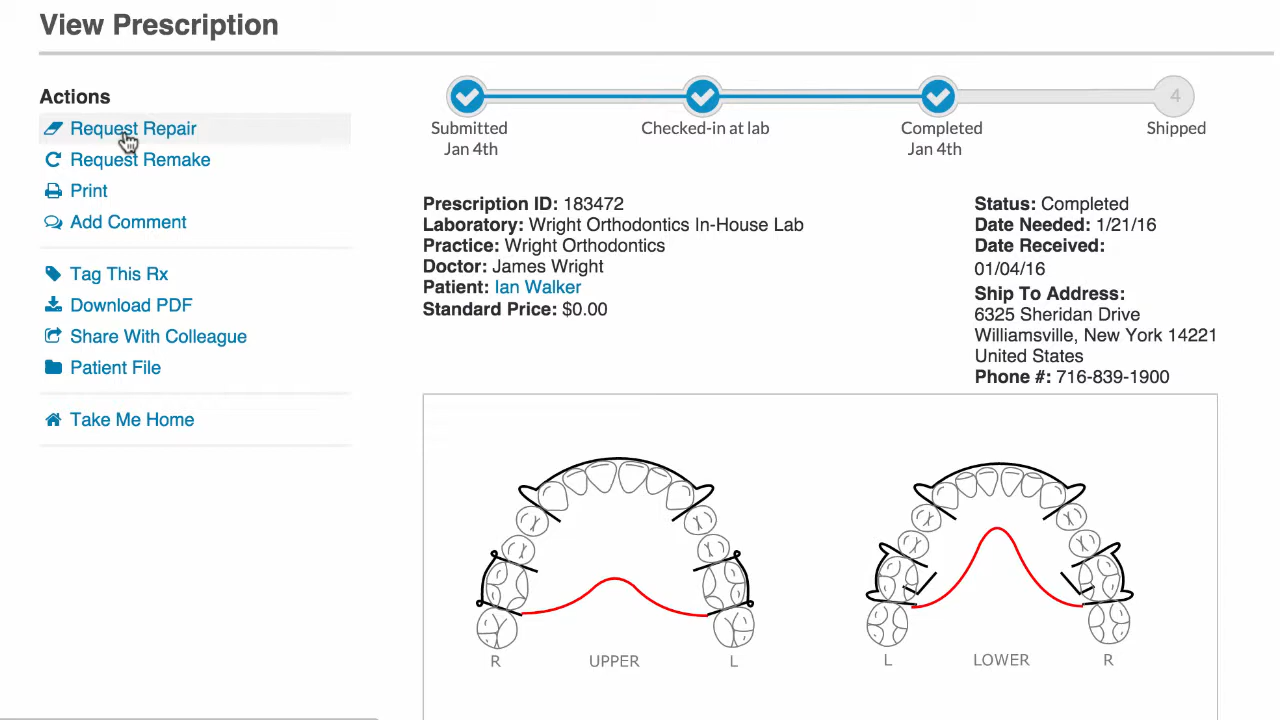 View Prescription
Actions
Request Repair
Request Remake
Print
Add Comment
Tag This Rx
Download PDF
Share With Colleague
Patient File
Take Me Home
Submitted
Jan 4th
Checked-in at lab
Completed
Jan 4th
4
Shipped
Prescription ID: 183472
Laboratory: Wright Orthodontics In-House Lab
Practice: Wright Orthodontics
Doctor: James Wright
Patient: Ian Walker
Standard Price: $0.00
Status: Completed
Date Needed: 1/21/16
Date Received:
01/04/16
Ship To Address:
6325 Sheridan Drive
Williamsville, New York 14221
United States
Phone #: 716-839-1900
R UPPER L
L LOWER R